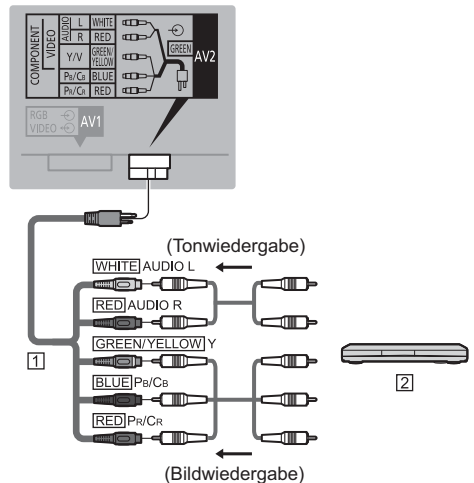 COMPONENT
VIDEO
AUDIO
L WHITE
R RED
Y/V GREEN/YELLOW
PB/CB BLUE
PR/CR RED
GREEN
AV2
RGB
VIDEO
AV1
(Tonwiedergabe)
WHITE AUDIO L
RED AUDIO R
GREEN/YELLOW Y
BLUE PB/CB
RED PR/CR
1
2
(Bildwiedergabe)